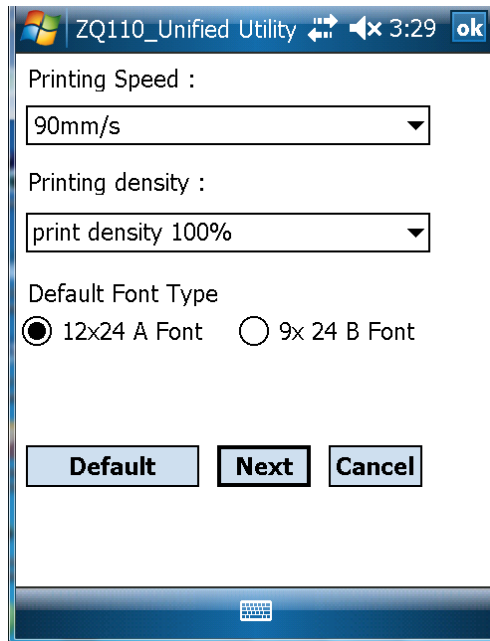 ZQ110_Unified Utility 3:29 ok
Printing Speed :
90mm/s
Printing density :
print density 100%
Default Font Type
12x24 A Font 9x 24 B Font
Default Next Cancel